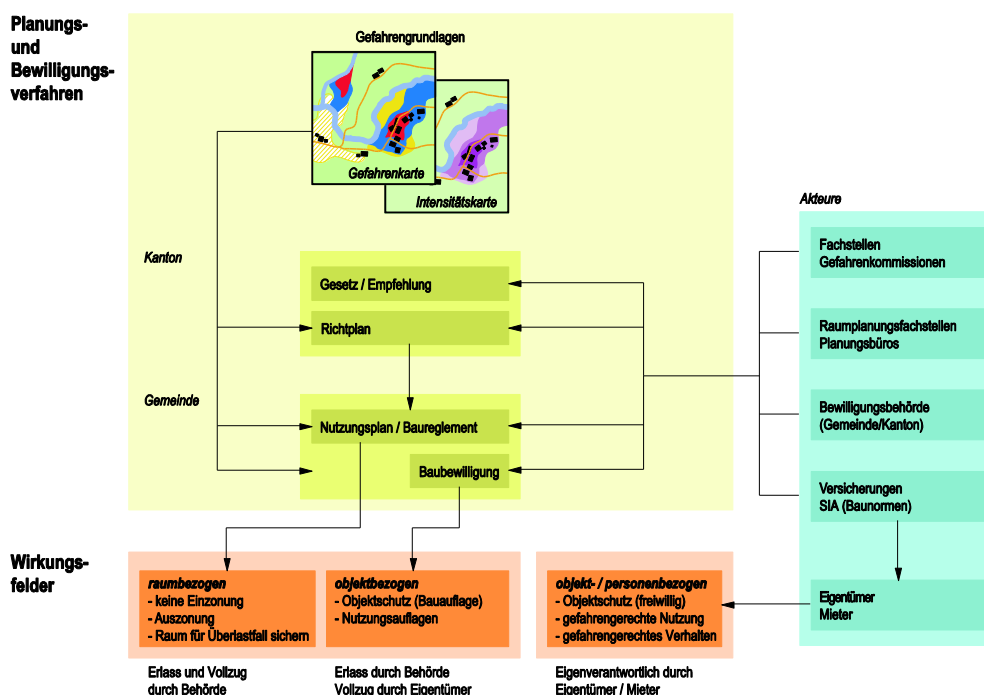 Planungs-
und
Bewilligungs-
verfahren
Gefahrengrundlagen
Gefahrenkarte
Intensitätskarte
Akteure
Kanton
Gesetz / Empfehlung
Richtplan
Gemeinde
Nutzungsplan / Baureglement
Baubewilligung
Fachstellen
Gefahrenkommissionen
Raumplanungsfachstellen
Planungsbüros
Bewilligungsbehörde
(Gemeinde/Kanton)
Versicherungen
SIA (Baunormen)
Eigentümer
Mieter
Wirkungs-
felder
raumbezogen
- keine Einzonung
- Auszonung
- Raum für Überlastfall sichern
objektbezogen
- Objektschutz (Bauauflage)
- Nutzungsauflagen
objekt- / personenbezogen
- Objektschutz (freiwillig)
- gefahrengerechte Nutzung
- gefahrengerechtes Verhalten
Erlass und Vollzug
durch Behörde
Erlass durch Behörde
Vollzug durch Eigentümer
Eigenverantwortlich durch
Eigentümer / Mieter